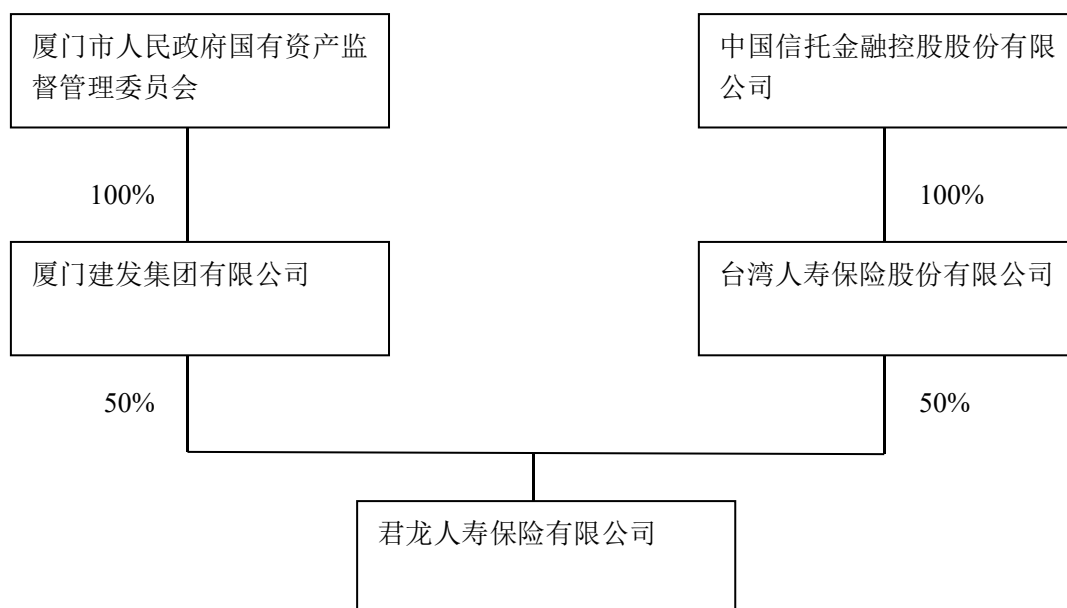 厦门市人民政府国有资产监
督管理委员会
中国信托金融控股股份有限
公司
100%
100%
厦门建发集团有限公司
台湾人寿保险股份有限公司
50%
50%
君龙人寿保险有限公司